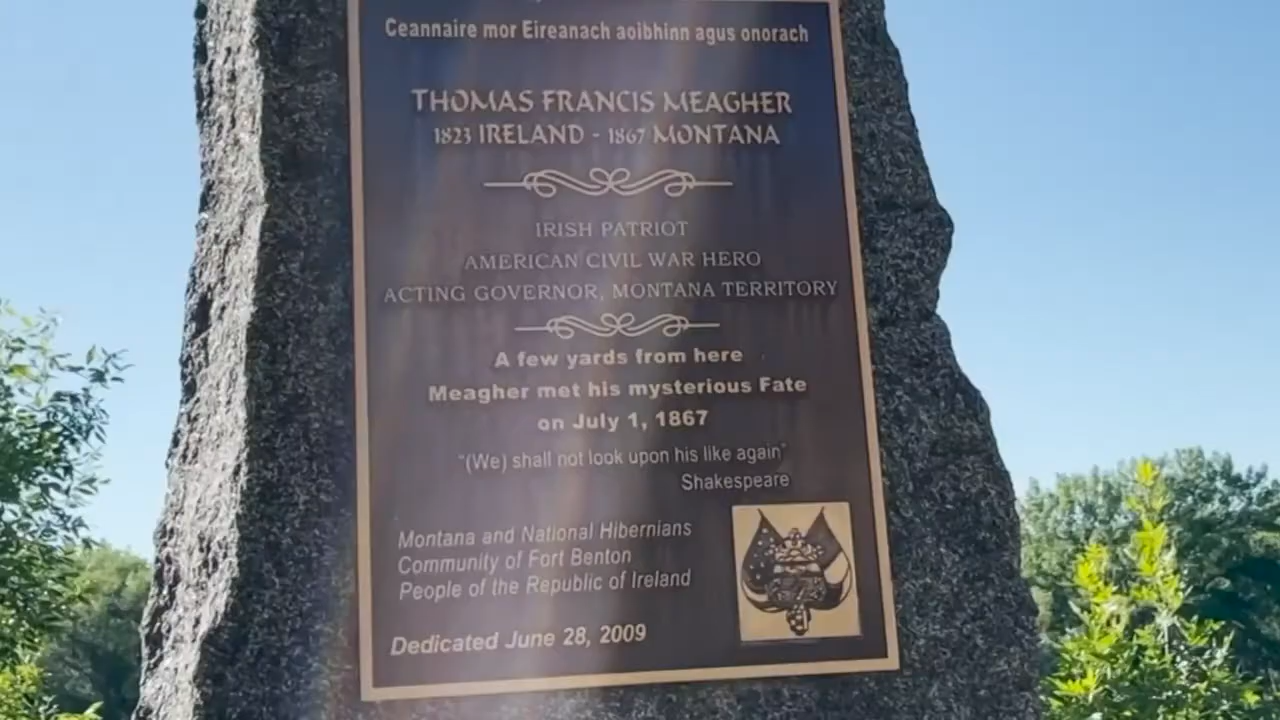 Ceannaire mor Eireanach aoibhinn agus onorach
THOMAS FRANCIS MEAGHER
1823 IRELAND - 1867 MONTANA
IRISH PATRIOT
AMERICAN CIVIL WAR HERO
ACTING GOVERNOR, MONTANA TERRITORY
A few yards from here
Meagher met his mysterious Fate
on July 1, 1867
"(We) shall not look upon his like again"
Shakespeare
Montana and National Hibernians
Community of Fort Benton
People of the Republic of Ireland
Dedicated June 28, 2009